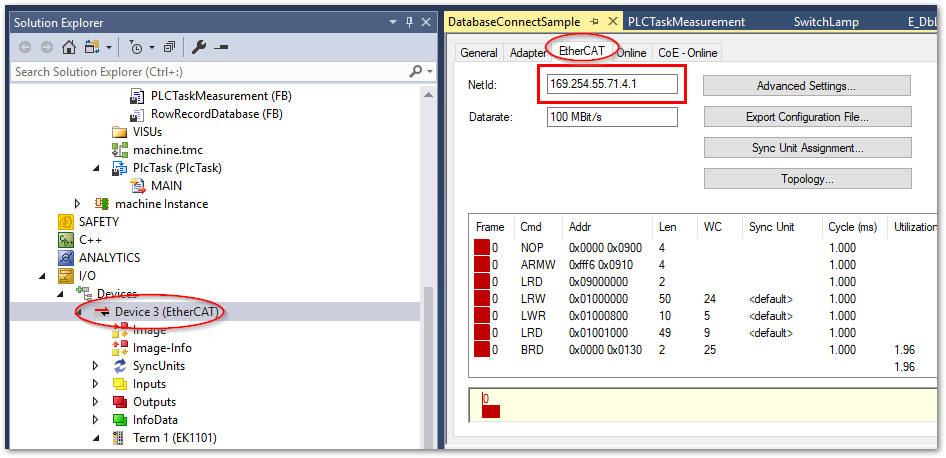 Solution Explorer
Search Solution Explorer (Ctrl+;)
PLCTaskMeasurement (FB)
RowRecordDatabase (FB)
VISUs
machine.tmc
PlcTask (PlcTask)
MAIN
machine Instance
SAFETY
C++
ANALYTICS
I/O
Devices
Device 3 (EtherCAT)
Image
Image-Info
SyncUnits
Inputs
Outputs
InfoData
Term 1 (EK1101)
DatabaseConnectSample PLCTaskMeasurement SwitchLamp E_DbL
General Adapter EtherCAT Online CoE - Online
NetId: 169.254.55.71.4.1 Advanced Settings...
Datarate: 100 MBit/s Export Configuration File...
Sync Unit Assignment...
Topology...
Frame Cmd Addr Len WC Sync Unit Cycle (ms) Utilization
0 NOP 0x0000 0x0900 4 1.000
0 ARMW 0xfff6 0x0910 4 1.000
0 LRD 0x09000000 2 1.000
0 LRW 0x01000000 50 24 <default> 1.000
0 LWR 0x01000800 10 5 <default> 1.000
0 LRD 0x01001000 49 9 <default> 1.000
0 BRD 0x0000 0x0130 2 25 1.000 1.96
1.96
0